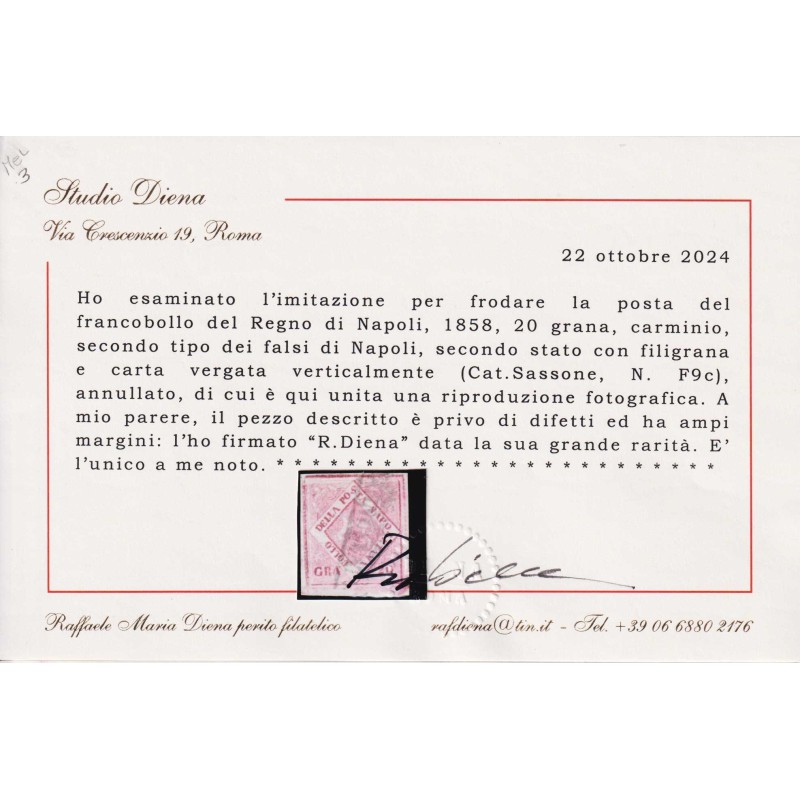 Mel
3
Studio Diena
Via Crescenzio 19, Roma
22 ottobre 2024
Ho esaminato l'imitazione per frodare la posta del
francobollo del Regno di Napoli, 1858, 20 grana, carminio,
secondo tipo dei falsi di Napoli, secondo stato con filigrana
e carta vergata verticalmente (Cat.Sassone, N. F9c),
annullato, di cui è qui unita una riproduzione fotografica. A
mio parere, il pezzo descritto è privo di difetti ed ha ampi
margini: l'ho firmato “R.Diena” data la sua grande rarità. E'
l'unico a me noto. * * * * * * * * * * * * * * * * * * * * * * * * * *
DELLA POSTA NAPO
BOLLO
GRA
Raffaele Maria Diena perito filatelico
rafdiena@tin.it - Tel. +39 06 6880 2176